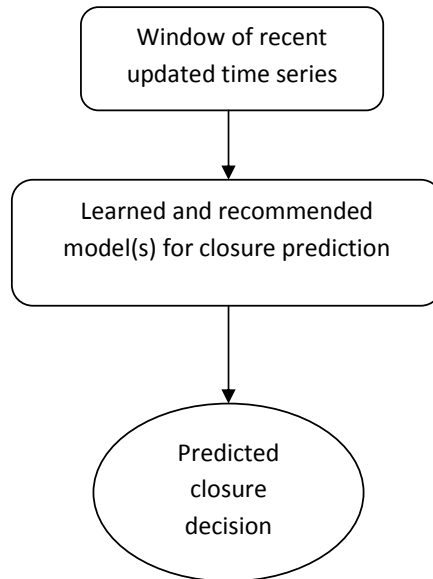 Window of recent
updated time series
Learned and recommended
model(s) for closure prediction
Predicted
closure
decision